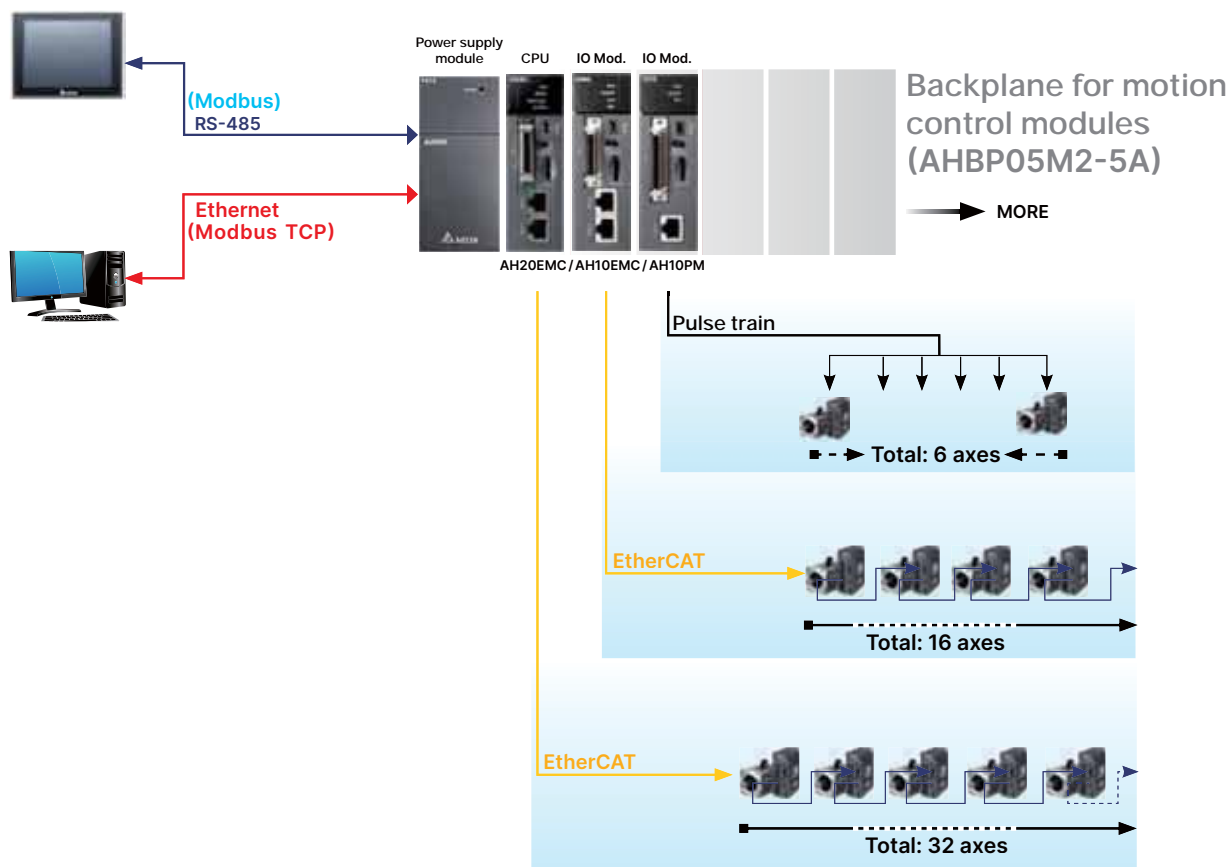 Power supply
module
CPU
IO Mod.
IO Mod.
(Modbus)
RS-485
Ethernet
(Modbus TCP)
Backplane for motion
control modules
(AHBP05M2-5A)
MORE
AH20EMC/AH10EMC/AH10PM
Pulse train
Total: 6 axes
EtherCAT
Total: 16 axes
EtherCAT
Total: 32 axes